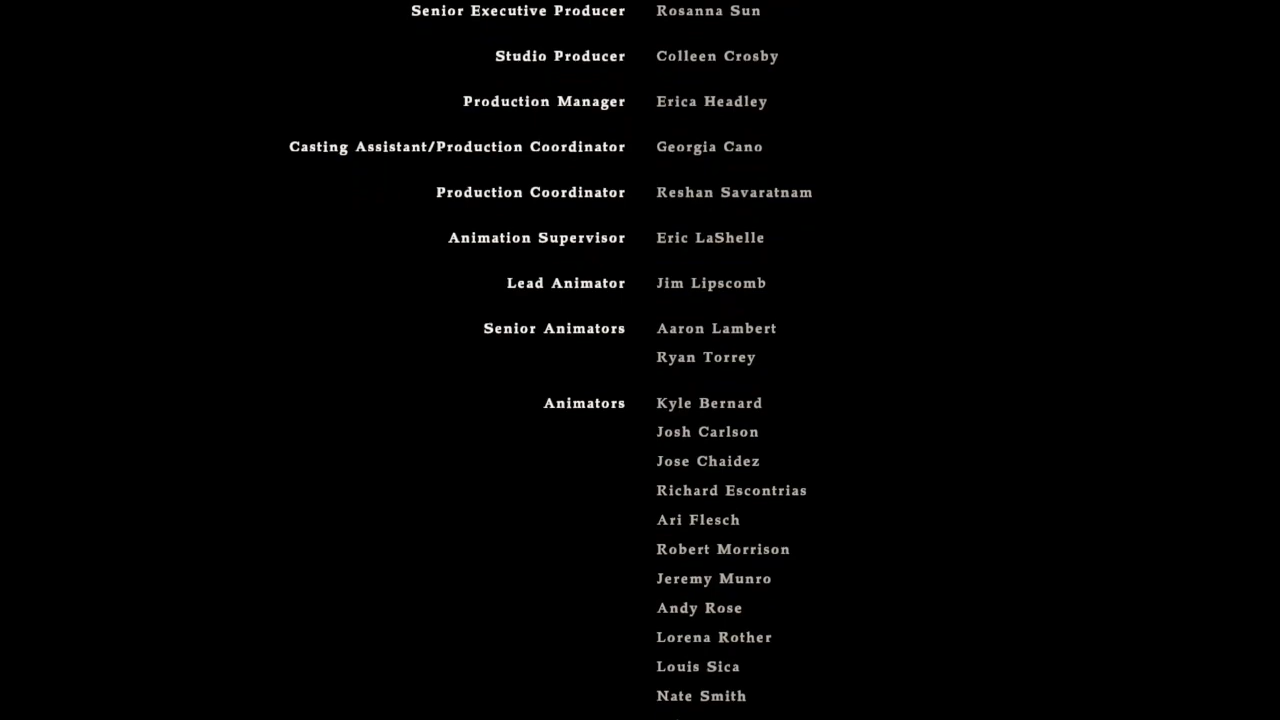 Senior Executive Producer Rosanna Sun
Studio Producer Colleen Crosby
Production Manager Erica Headley
Casting Assistant/Production Coordinator Georgia Cano
Production Coordinator Reshan Savaratnam
Animation Supervisor Eric LaShelle
Lead Animator Jim Lipscomb
Senior Animators Aaron Lambert
Ryan Torrey
Animators Kyle Bernard
Josh Carlson
Jose Chaidez
Richard Escontrias
Ari Flesch
Robert Morrison
Jeremy Munro
Andy Rose
Lorena Rother
Louis Sica
Nate Smith